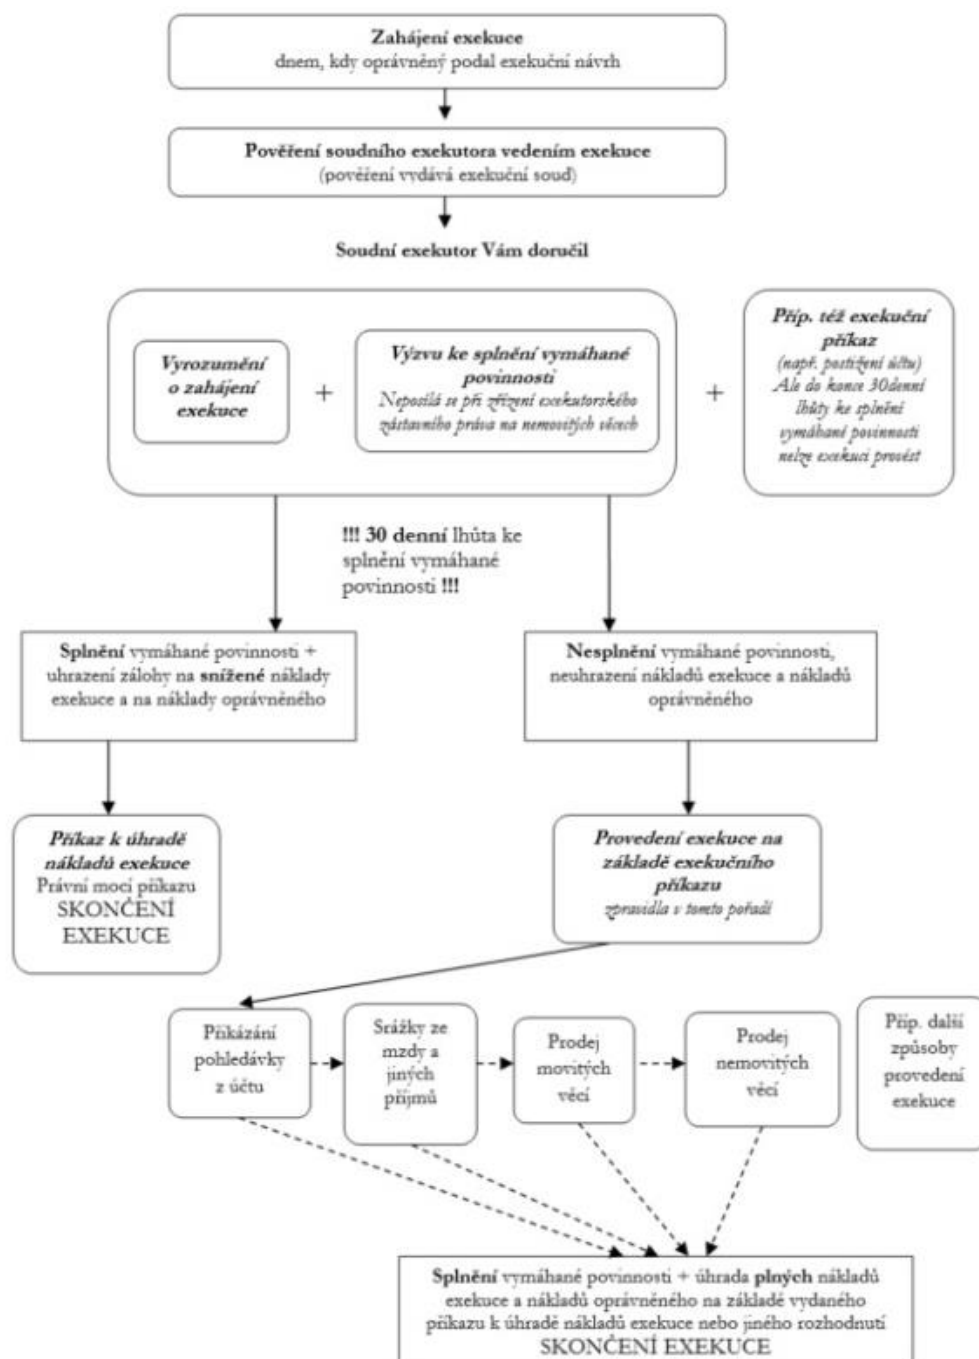 Zahájení exekuce
dnem, kdy oprávněný podal exekuční návrh
Pověření soudního exekutora vedením exekuce
(pověření vydává exekuční soud)
Soudní exekutor Vám doručil
Vyrozumění
o zahájení
exekuce
+
Výzvu ke splnění vymáhané
povinnosti
Neposílá se při zřízení exekutorského
zástavního práva na nemovitých věcech
+
Příp. též exekuční
příkaz
(např. postižení účtu)
Ale do konce 30denní
lhůty ke splnění
vymáhané povinnosti
nelze exekuci provést
!!! 30 denní lhůta ke
splnění vymáhané
povinnosti !!!
Splnění vymáhané povinnosti +
uhrazení zálohy na snížené náklady
exekuce a na náklady oprávněného
Nesplnění vymáhané povinnosti,
neuhrazení nákladů exekuce a nákladů
oprávněného
Příkaz k úhradě
nákladů exekuce
Právní mocí příkazu
SKONČENÍ
EXEKUCE
Provedení exekuce na
základě exekučního
příkazu
zpravidla v tomto pořadí
Přikázání
pohledávky
z účtu
Srážky ze
mzdy a
jiných
příjmů
Prodej
movitých
věcí
Prodej
nemovitých
věcí
Příp. další
způsoby
provedení
exekuce
Splnění vymáhané povinnosti + úhrada plných nákladů
exekuce a nákladů oprávněného na základě vydaného
příkazu k úhradě nákladů exekuce nebo jiného rozhodnutí
SKONČENÍ EXEKUCE